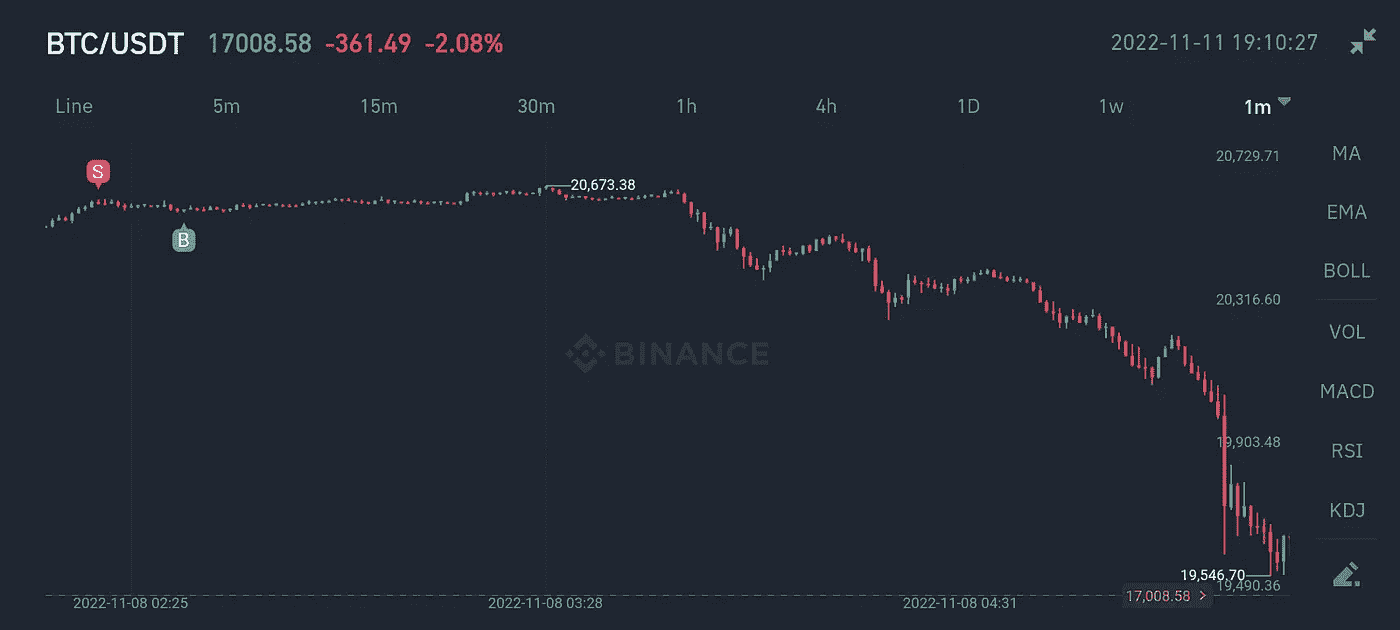 BTC/USDT 17008.58 -361.49 -2.08% 2022-11-11 19:10:27
Line 5m 15m 30m 1h 4h 1D 1w 1m
S
B
20,673.38
20,729.71
20,316.60
19,903.48
19,546.70
19,490.36
17,008.58
BINANCE
2022-11-08 02:25 2022-11-08 03:28 2022-11-08 04:31
MA
EMA
BOLL
VOL
MACD
RSI
KDJ